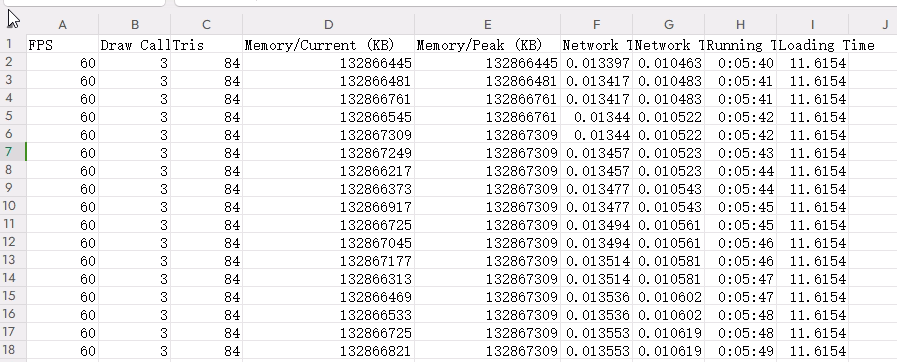 A B C D E F G H I J
1 FPS Draw Call Tris Memory/Current (KB) Memory/Peak (KB) Network T Network T Running T Loading Time
2 60 3 84 132866445 132866445 0.013397 0.010463 0:05:40 11.6154
3 60 3 84 132866481 132866481 0.013417 0.010483 0:05:41 11.6154
4 60 3 84 132866761 132866761 0.013417 0.010483 0:05:41 11.6154
5 60 3 84 132866545 132866761 0.01344 0.010522 0:05:42 11.6154
6 60 3 84 132867309 132867309 0.01344 0.010522 0:05:42 11.6154
7 60 3 84 132867249 132867309 0.013457 0.010523 0:05:43 11.6154
8 60 3 84 132866217 132867309 0.013457 0.010523 0:05:44 11.6154
9 60 3 84 132866373 132867309 0.013477 0.010543 0:05:44 11.6154
10 60 3 84 132866917 132867309 0.013477 0.010543 0:05:45 11.6154
11 60 3 84 132866725 132867309 0.013494 0.010561 0:05:45 11.6154
12 60 3 84 132867045 132867309 0.013494 0.010561 0:05:46 11.6154
13 60 3 84 132867177 132867309 0.013514 0.010581 0:05:46 11.6154
14 60 3 84 132866313 132867309 0.013514 0.010581 0:05:47 11.6154
15 60 3 84 132866469 132867309 0.013536 0.010602 0:05:47 11.6154
16 60 3 84 132866533 132867309 0.013536 0.010602 0:05:48 11.6154
17 60 3 84 132866725 132867309 0.013553 0.010619 0:05:48 11.6154
18 60 3 84 132866821 132867309 0.013553 0.010619 0:05:49 11.6154